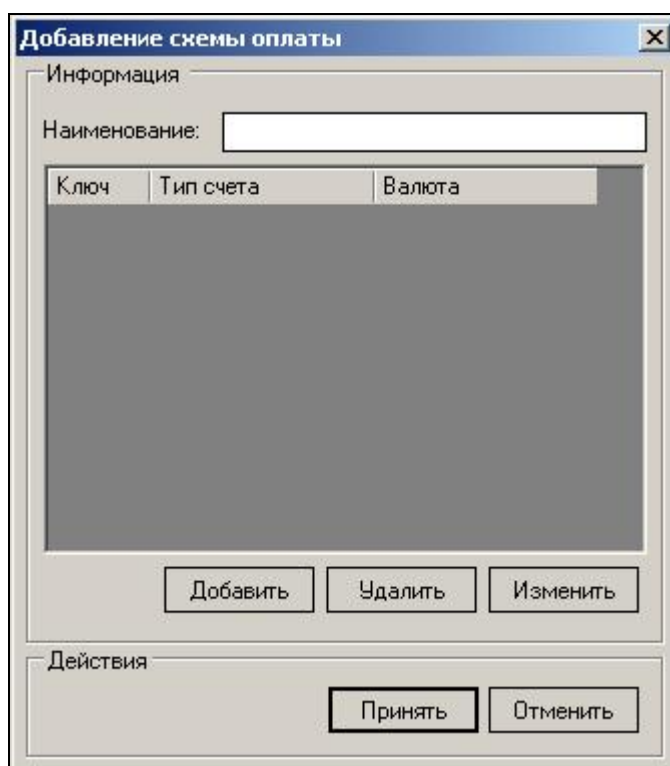 Добавление схемы оплаты
Информация
Наименование:
Ключ Тип счета Валюта
Добавить Удалить Изменить
Действия
Принять Отменить